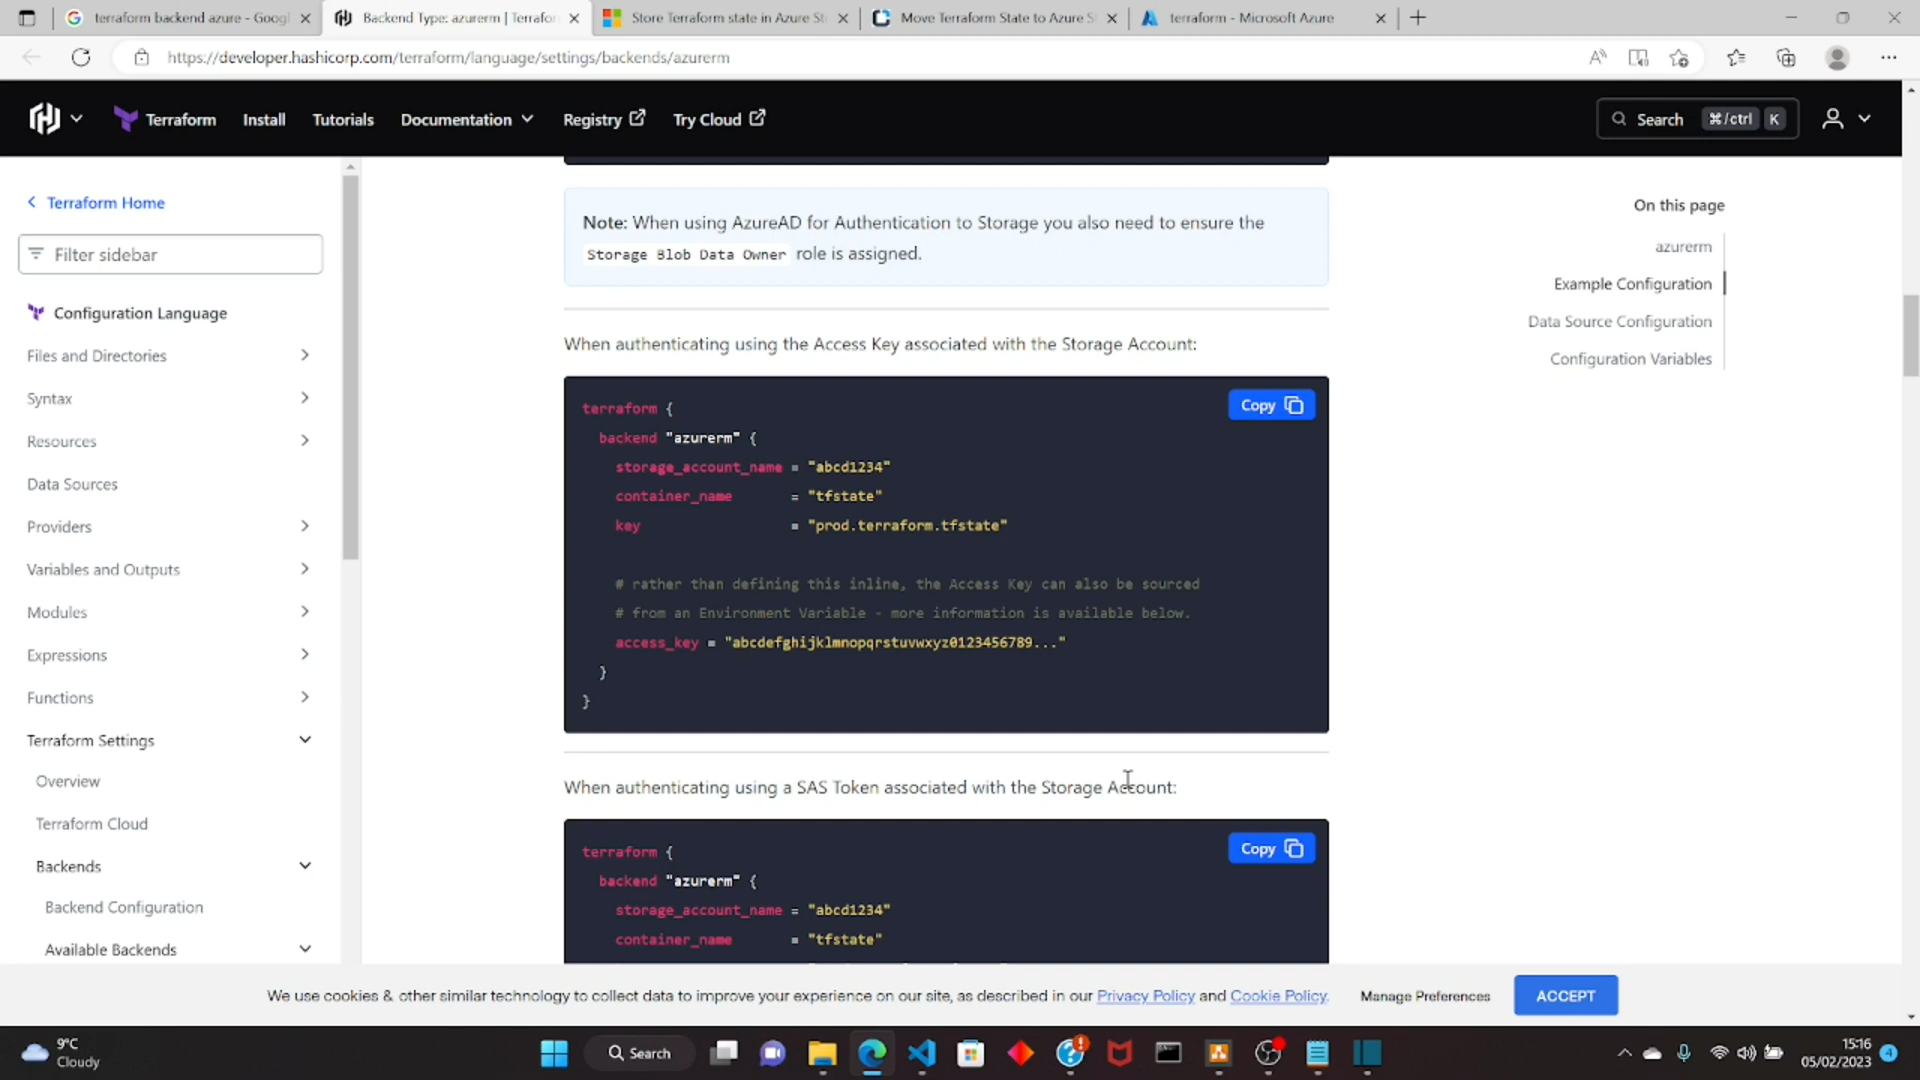 terraform backend azure - Googl
Backend Type: azurerm | Terrafor
Store Terraform state in Azure St
Move Terraform State to Azure S
terraform - Microsoft Azure
https://developer.hashicorp.com/terraform/language/settings/backends/azurerm
Terraform
Install
Tutorials
Documentation
Registry
Try Cloud
Search
⌘/ctrl
K
Terraform Home
Filter sidebar
Configuration Language
Files and Directories
Syntax
Resources
Data Sources
Providers
Variables and Outputs
Modules
Expressions
Functions
Terraform Settings
Overview
Terraform Cloud
Backends
Backend Configuration
Available Backends
Note: When using AzureAD for Authentication to Storage you also need to ensure the
Storage Blob Data Owner role is assigned.
When authenticating using the Access Key associated with the Storage Account:
Copy
terraform {
backend "azurerm" {
storage_account_name = "abcd1234"
container_name = "tfstate"
key = "prod.terraform.tfstate"
# rather than defining this inline, the Access Key can also be sourced
# from an Environment Variable - more information is available below.
access_key = "abcdefghijklmnopqrstuvwxyz0123456789..."
}
}
When authenticating using a SAS Token associated with the Storage Account:
Copy
terraform {
backend "azurerm" {
storage_account_name = "abcd1234"
container_name = "tfstate"
On this page
azurerm
Example Configuration
Data Source Configuration
Configuration Variables
We use cookies & other similar technology to collect data to improve your experience on our site, as described in our Privacy Policy and Cookie Policy.
Manage Preferences
ACCEPT
9°C
Cloudy
Search
15:16
05/02/2023
4